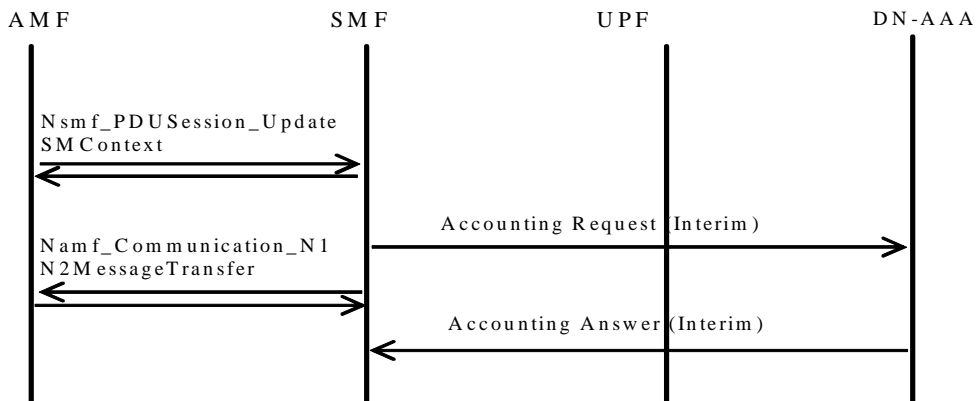 AMF SMF UPF DN-AAA
Nsmf_PDUSession_Update
SMContext
Accounting Request (Interim)
Namf_Communication_N1
N2MessageTransfer
Accounting Answer (Interim)